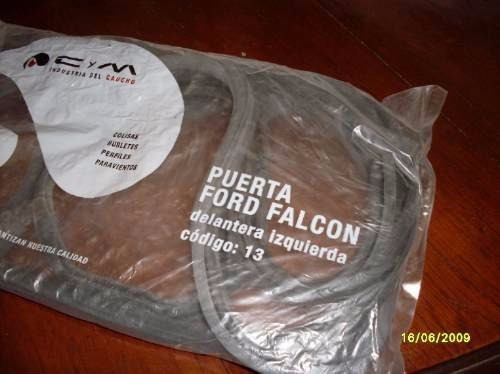 CyM
INDUSTRIA DEL CAUCHO
COLISAS
BURLETES
PERFILES
PARAVIENTOS
PUERTA
FORD FALCON
delantera izquierda
código: 13
NUESTRA CALIDAD
16/06/2009